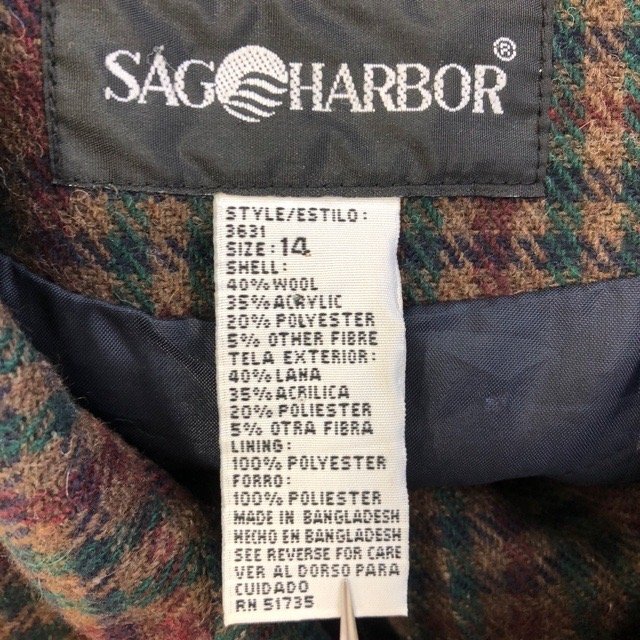 SAG HARBOR®
STYLE/ESTILO:
3631
SIZE: 14
SHELL:
40% WOOL
35% ACRYLIC
20% POLYESTER
5% OTHER FIBRE
TELA EXTERIOR:
40% LANA
35% ACRILICA
20% POLIESTER
5% OTRA FIBRA
LINING:
100% POLYESTER
FORRO:
100% POLIESTER
MADE IN BANGLADESH
HECHO EN BANGLADESH
SEE REVERSE FOR CARE
VER AL DORSO PARA
CUIDADO
RN 51735